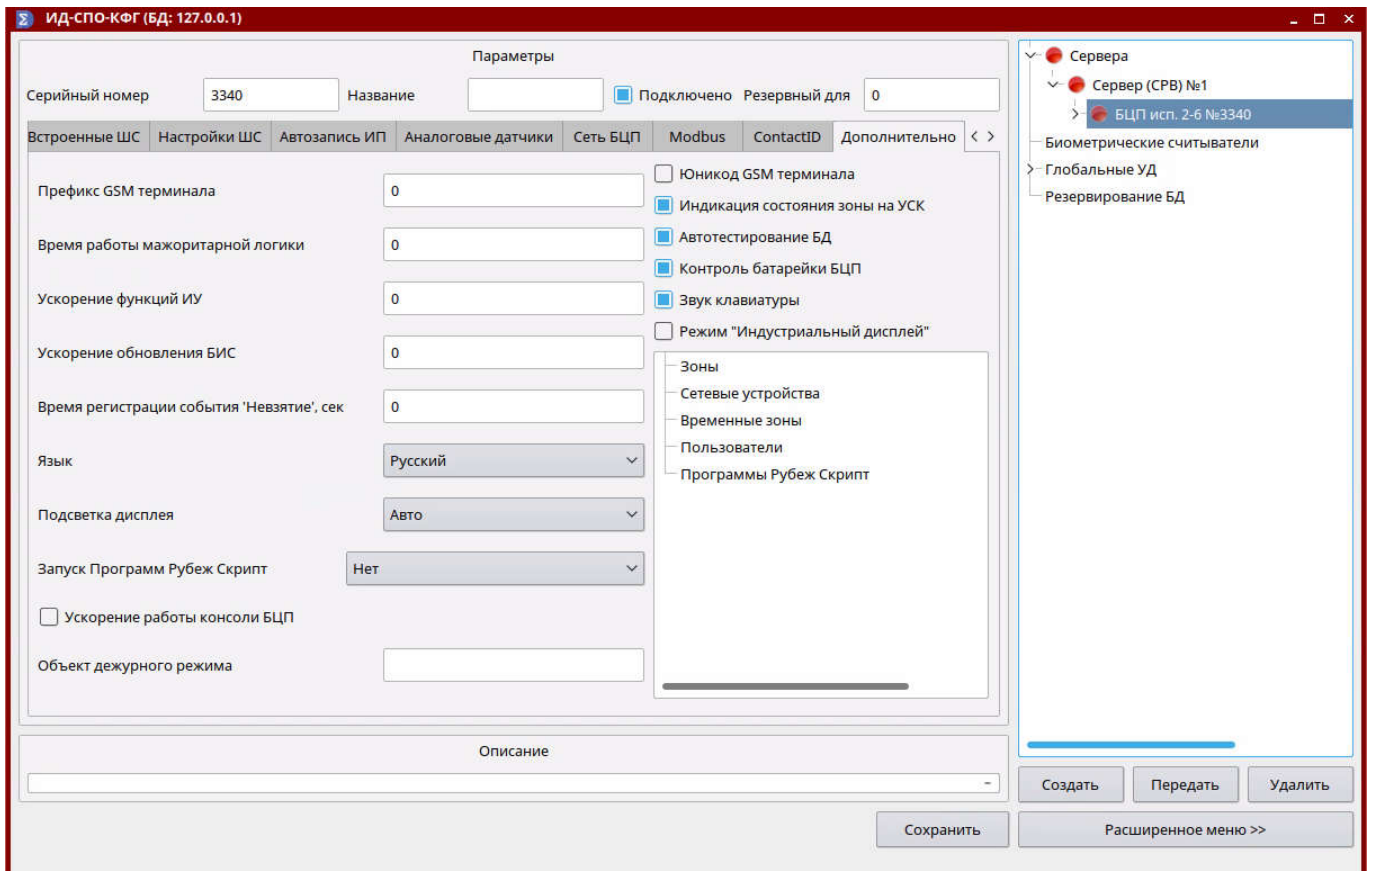 ИД-СПО-КФГ (БД: 127.0.0.1)
Параметры
Серийный номер 3340 Название Подключено Резервный для 0
Встроенные ШС Настройки ШС Автозапись ИП Аналоговые датчики Сеть БЦП Modbus ContactID Дополнительно < >
Префикс GSM терминала 0
Время работы мажоритарной логики 0
Ускорение функций ИУ 0
Ускорение обновления БИС 0
Время регистрации события 'Невзятие', сек 0
Язык Русский
Подсветка дисплея Авто
Запуск Программ Рубеж Скрипт Нет
Ускорение работы консоли БЦП
Объект дежурного режима
Юникод GSM терминала
Индикация состояния зоны на УСК
Автотестирование БД
Контроль батарейки БЦП
Звук клавиатуры
Режим "Индустриальный дисплей"
Зоны
Сетевые устройства
Временные зоны
Пользователи
Программы Рубеж Скрипт
Описание
Сохранить
Сервера
Сервер (СРВ) №1
БЦП исп. 2-6 №3340
Биометрические считыватели
Глобальные УД
Резервирование БД
Создать Передать Удалить
Расширенное меню >>